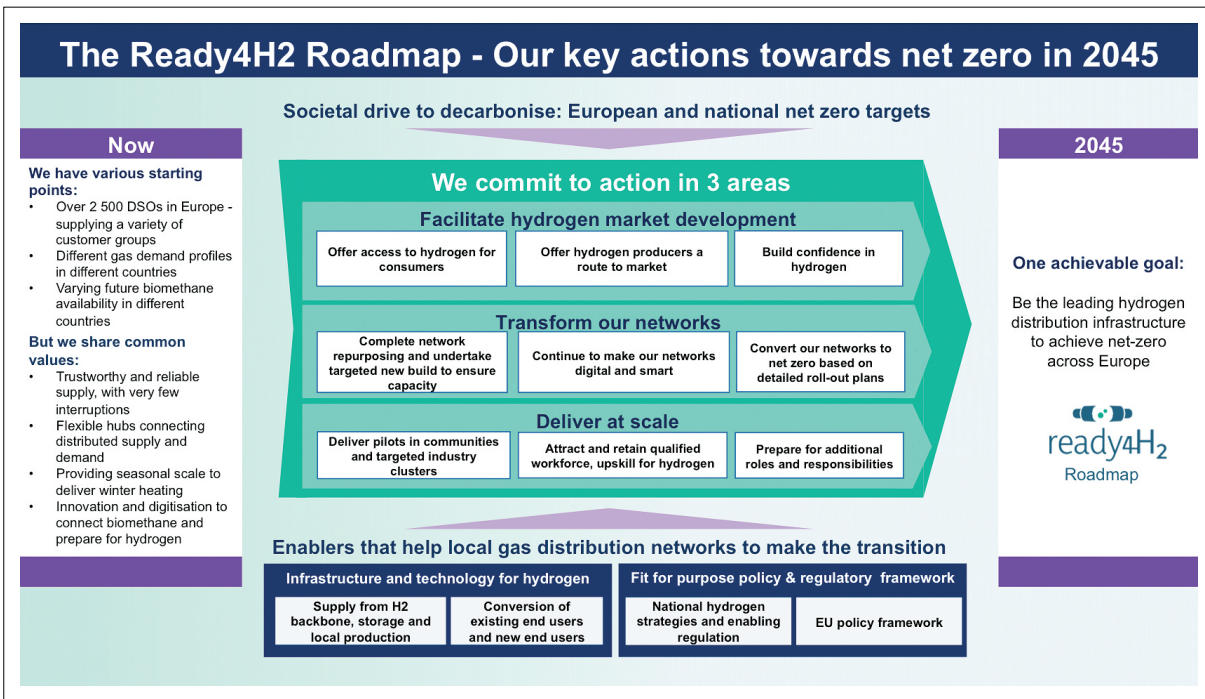 The Ready4H2 Roadmap - Our key actions towards net zero in 2045
Societal drive to decarbonise: European and national net zero targets
Now
We have various starting
points:
• Over 2 500 DSOs in Europe -
supplying a variety of
customer groups
• Different gas demand profiles
in different countries
• Varying future biomethane
availability in different
countries
But we share common
values:
• Trustworthy and reliable
supply, with very few
interruptions
• Flexible hubs connecting
distributed supply and
demand
• Providing seasonal scale to
deliver winter heating
• Innovation and digitisation to
connect biomethane and
prepare for hydrogen
We commit to action in 3 areas
Facilitate hydrogen market development
Offer access to hydrogen for
consumers
Offer hydrogen producers a
route to market
Build confidence in
hydrogen
Transform our networks
Complete network
repurposing and undertake
targeted new build to ensure
capacity
Continue to make our networks
digital and smart
Convert our networks to
net zero based on
detailed roll-out plans
Deliver at scale
Deliver pilots in communities
and targeted industry
clusters
Attract and retain qualified
workforce, upskill for hydrogen
Prepare for additional
roles and responsibilities
Enablers that help local gas distribution networks to make the transition
Infrastructure and technology for hydrogen
Supply from H2
backbone, storage and
local production
Conversion of
existing end users
and new end users
Fit for purpose policy & regulatory framework
National hydrogen
strategies and enabling
regulation
EU policy framework
2045
One achievable goal:
Be the leading hydrogen
distribution infrastructure
to achieve net-zero
across Europe
ready4H2
Roadmap